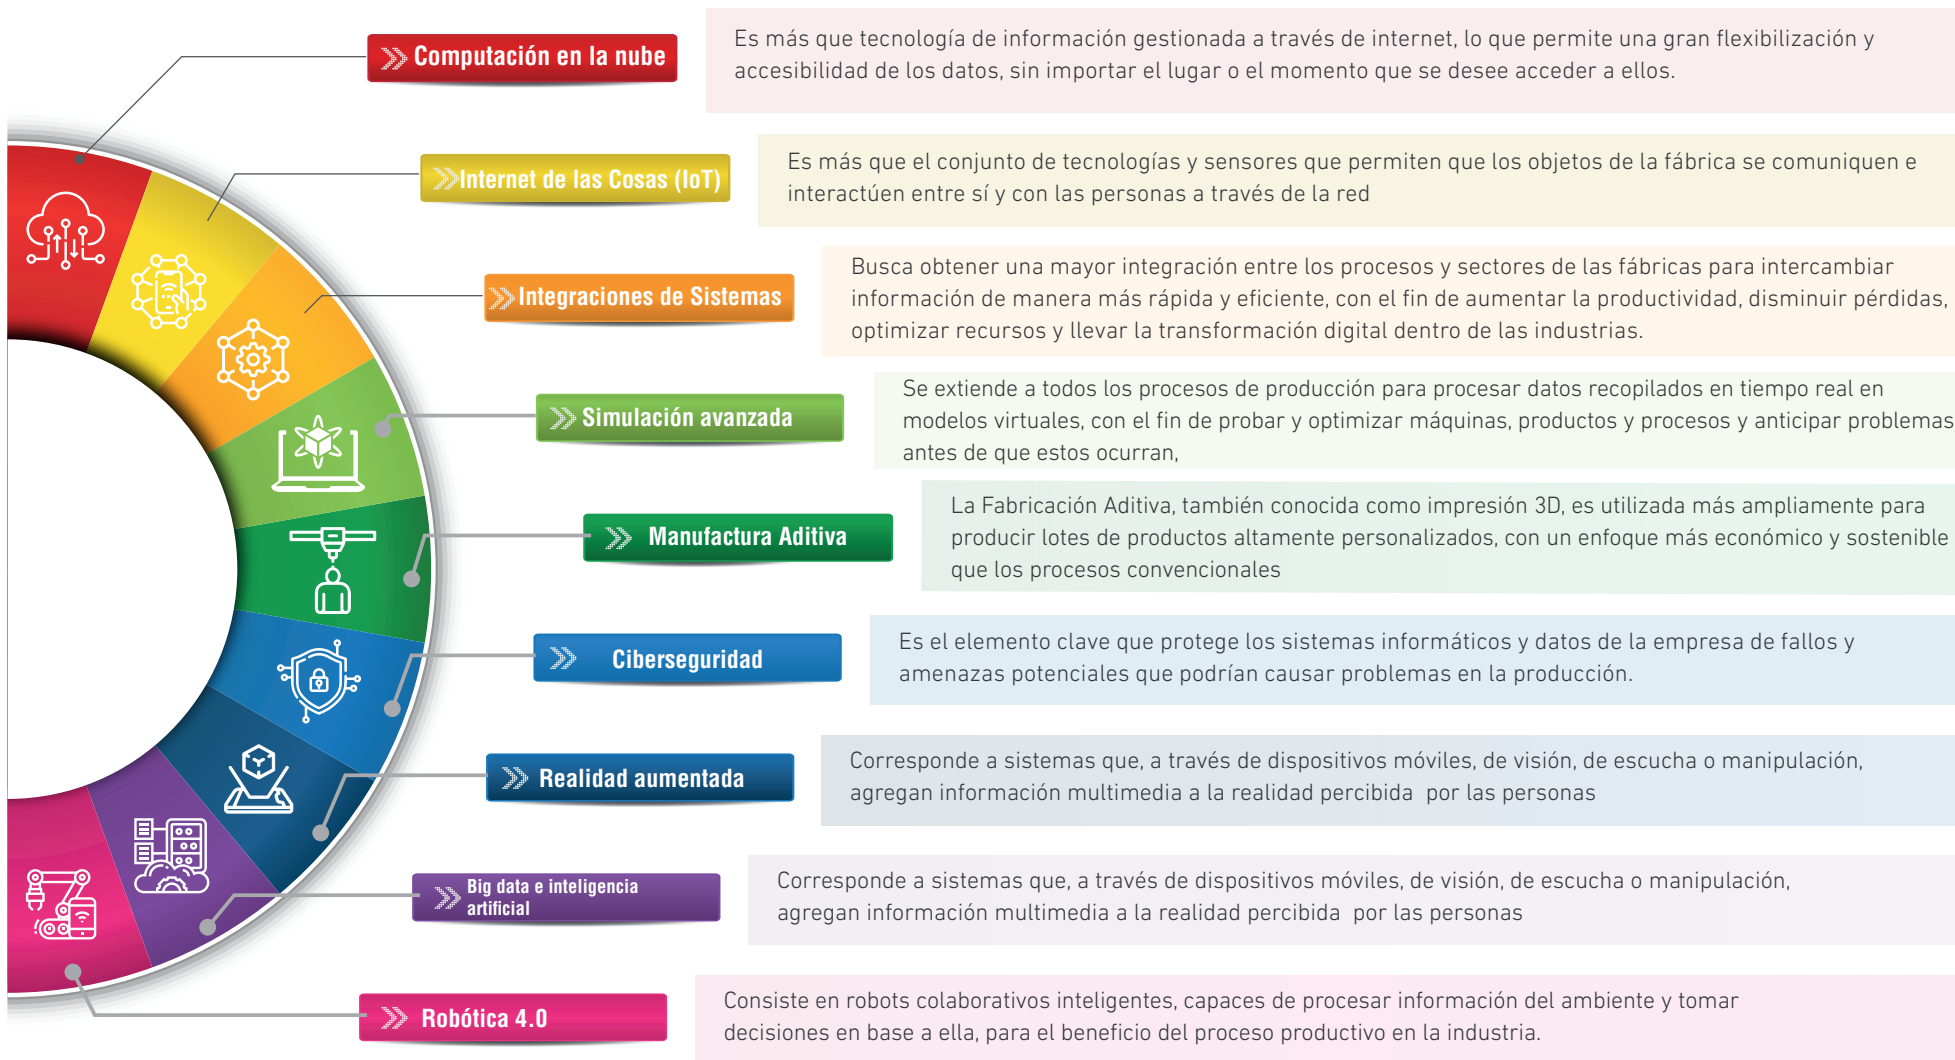 Computación en la nube
Es más que tecnología de información gestionada a través de internet, lo que permite una gran flexibilización y
accesibilidad de los datos, sin importar el lugar o el momento que se desee acceder a ellos.
Internet de las Cosas (IoT)
Es más que el conjunto de tecnologías y sensores que permiten que los objetos de la fábrica se comuniquen e
interactúen entre sí y con las personas a través de la red
Integraciones de Sistemas
Busca obtener una mayor integración entre los procesos y sectores de las fábricas para intercambiar
información de manera más rápida y eficiente, con el fin de aumentar la productividad, disminuir pérdidas,
optimizar recursos y llevar la transformación digital dentro de las industrias.
Simulación avanzada
Se extiende a todos los procesos de producción para procesar datos recopilados en tiempo real en
modelos virtuales, con el fin de probar y optimizar máquinas, productos y procesos y anticipar problemas
antes de que estos ocurran,
Manufactura Aditiva
La Fabricación Aditiva, también conocida como impresión 3D, es utilizada más ampliamente para
producir lotes de productos altamente personalizados, con un enfoque más económico y sostenible
que los procesos convencionales
Ciberseguridad
Es el elemento clave que protege los sistemas informáticos y datos de la empresa de fallos y
amenazas potenciales que podrían causar problemas en la producción.
Realidad aumentada
Corresponde a sistemas que, a través de dispositivos móviles, de visión, de escucha o manipulación,
agregan información multimedia a la realidad percibida por las personas
Big data e inteligencia
artificial
Corresponde a sistemas que, a través de dispositivos móviles, de visión, de escucha o manipulación,
agregan información multimedia a la realidad percibida por las personas
Robótica 4.0
Consiste en robots colaborativos inteligentes, capaces de procesar información del ambiente y tomar
decisiones en base a ella, para el beneficio del proceso productivo en la industria.